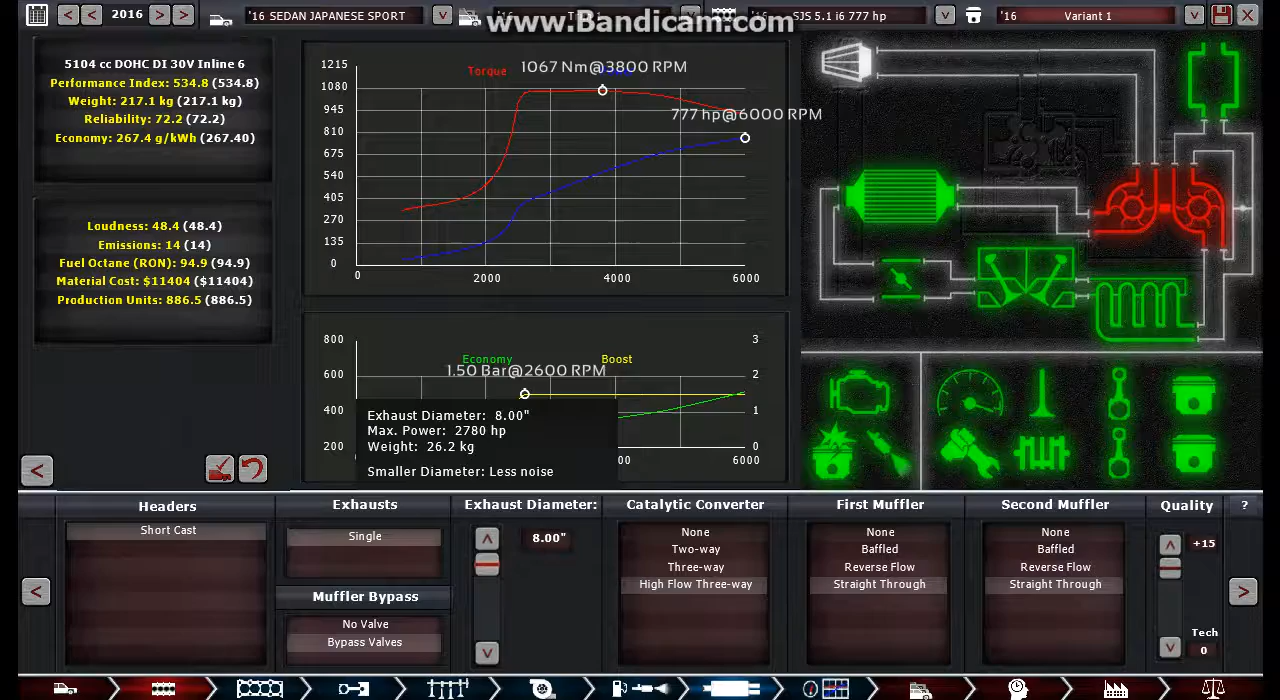 www.Bandicam.com
2016
'16 SEDAN JAPANESE SPORT
'16
SJS 5.1 i6 777 hp
'16
Variant 1
5104 cc DOHC DI 30V Inline 6
Performance Index: 534.8 (534.8)
Weight: 217.1 kg (217.1 kg)
Reliability: 72.2 (72.2)
Economy: 267.4 g/kWh (267.40)
Loudness: 48.4 (48.4)
Emissions: 14 (14)
Fuel Octane (RON): 94.9 (94.9)
Material Cost: $11404 ($11404)
Production Units: 886.5 (886.5)
1215
1080
945
810
675
540
405
270
135
0
0
2000
4000
6000
Torque
1067 Nm@3800 RPM
777 hp@6000 RPM
800
600
400
200
3
2
1
0
Economy
Boost
1.50 Bar@2600 RPM
6000
Exhaust Diameter: 8.00"
Max. Power: 2780 hp
Weight: 26.2 kg
Smaller Diameter: Less noise
Headers
Short Cast
Exhausts
Single
Muffler Bypass
No Valve
Bypass Valves
Exhaust Diameter:
8.00"
Catalytic Converter
None
Two-way
Three-way
High Flow Three-way
First Muffler
None
Baffled
Reverse Flow
Straight Through
Second Muffler
None
Baffled
Reverse Flow
Straight Through
Quality
+15
Tech
0
?